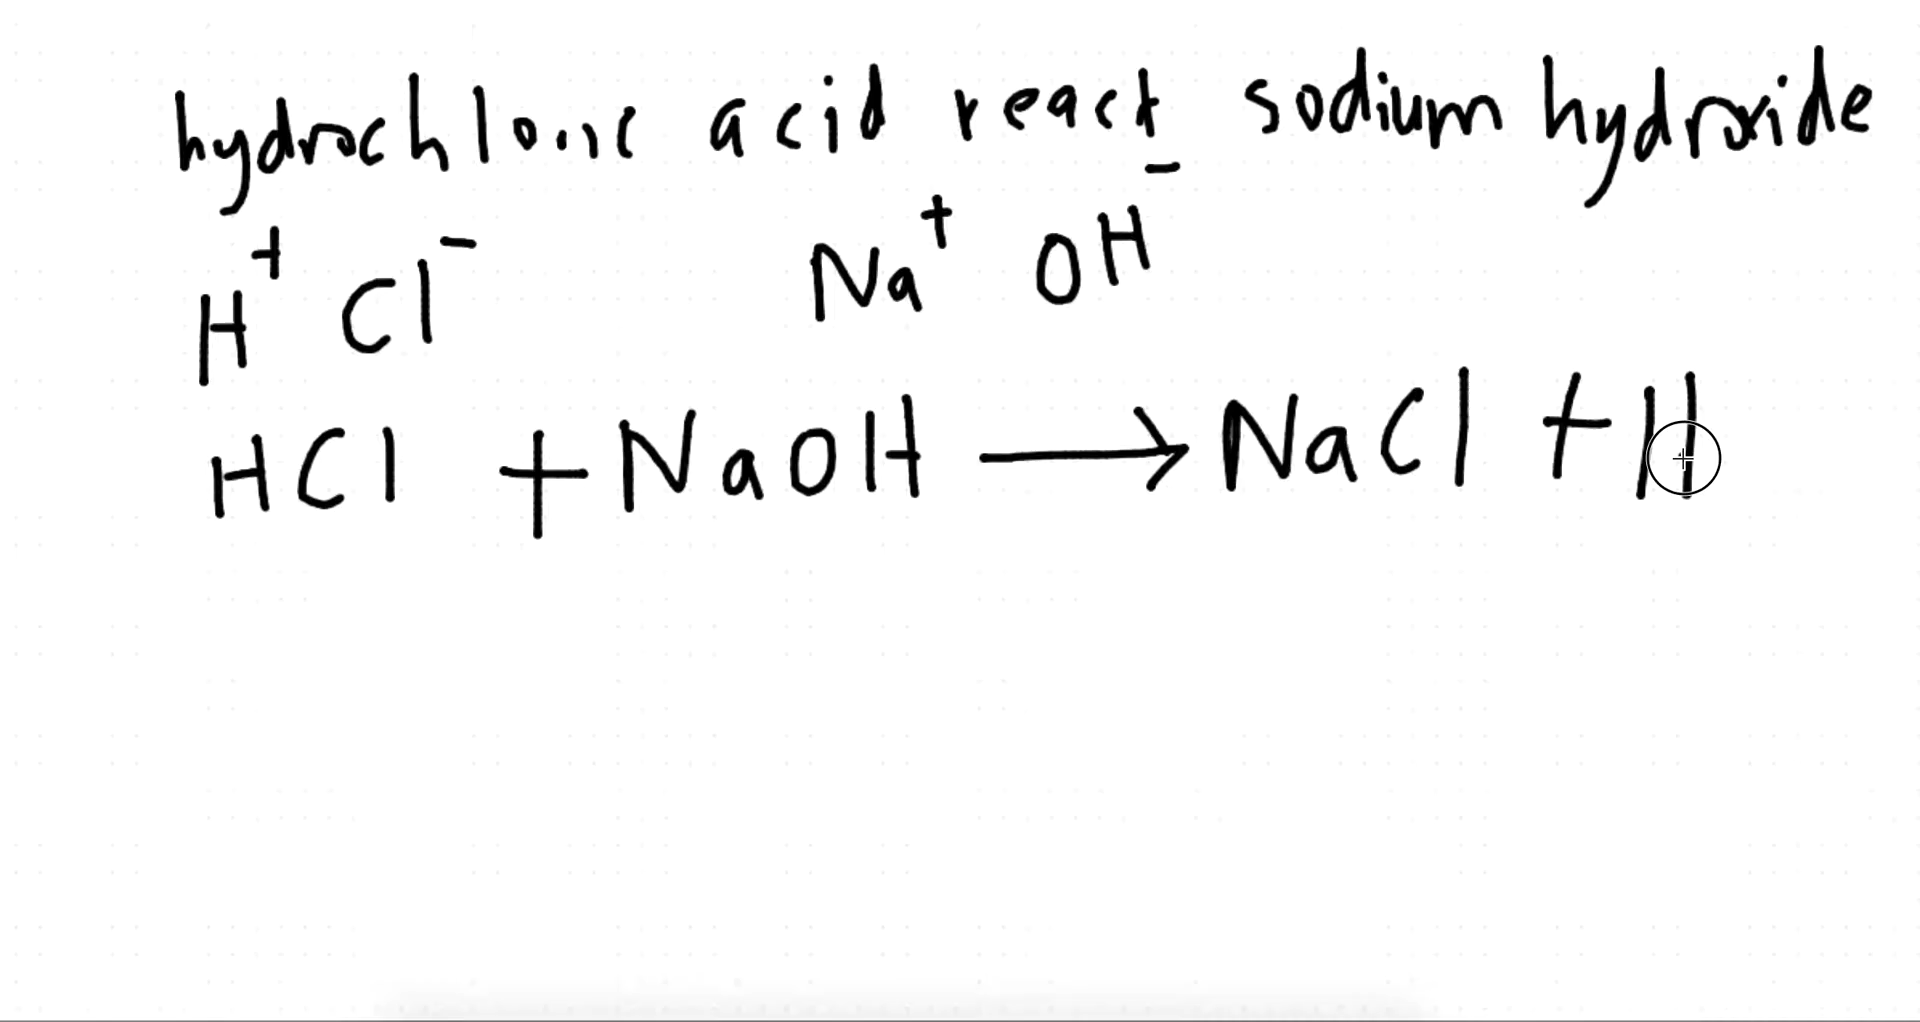 hydrochloric acid react sodium hydroxide
H⁺ Cl⁻ Na⁺ OH⁻
HCl + NaOH → NaCl + H